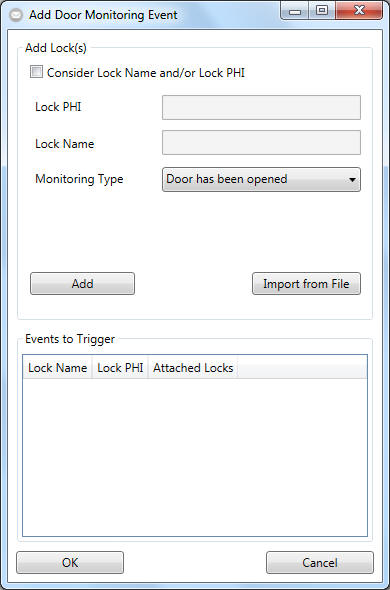 Add Door Monitoring Event
Add Lock(s)
Consider Lock Name and/or Lock PHI
Lock PHI
Lock Name
Monitoring Type Door has been opened
Add Import from File
Events to Trigger
Lock Name Lock PHI Attached Locks
OK Cancel